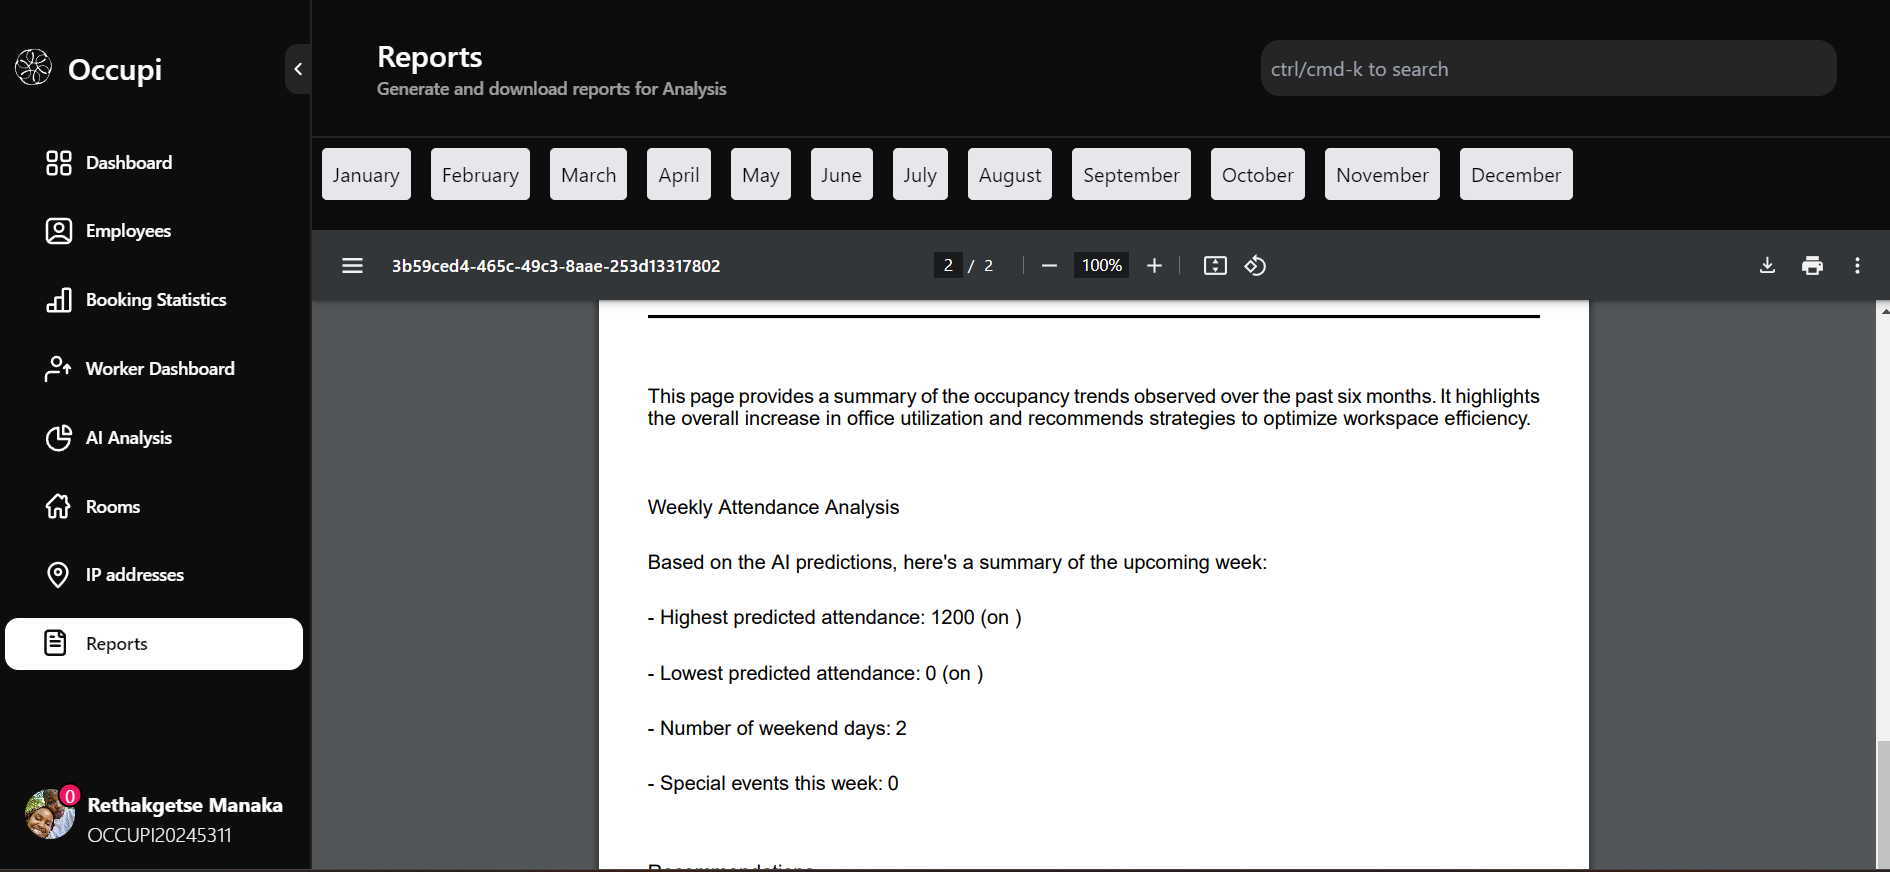 Occupi
Dashboard
Employees
Booking Statistics
Worker Dashboard
AI Analysis
Rooms
IP addresses
Reports
0
Rethakgetse Manaka
OCCUPI20245311
Reports
Generate and download reports for Analysis
ctrl/cmd-k to search
January February March April May June July August September October November December
3b59ced4-465c-49c3-8aae-253d13317802 2 / 2 100%
This page provides a summary of the occupancy trends observed over the past six months. It highlights
the overall increase in office utilization and recommends strategies to optimize workspace efficiency.
Weekly Attendance Analysis
Based on the AI predictions, here's a summary of the upcoming week:
- Highest predicted attendance: 1200 (on )
- Lowest predicted attendance: 0 (on )
- Number of weekend days: 2
- Special events this week: 0
Recommendations